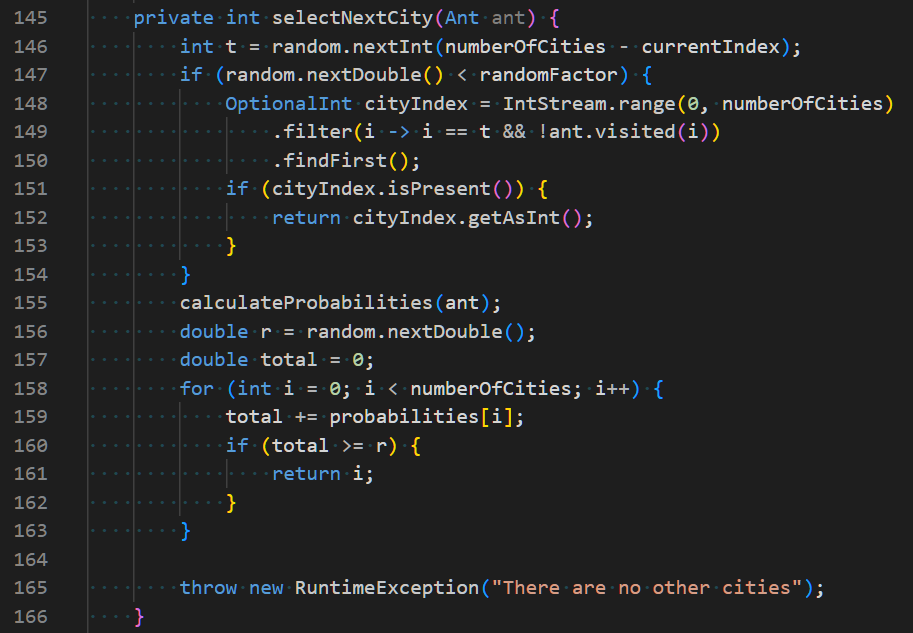 145 private int selectNextCity(Ant ant) {
146 int t = random.nextInt(numberOfCities - currentIndex);
147 if (random.nextDouble() < randomFactor) {
148 OptionalInt cityIndex = IntStream.range(0, numberOfCities)
149 .filter(i -> i == t && !ant.visited(i))
150 .findFirst();
151 if (cityIndex.isPresent()) {
152 return cityIndex.getAsInt();
153 }
154 }
155 calculateProbabilities(ant);
156 double r = random.nextDouble();
157 double total = 0;
158 for (int i = 0; i < numberOfCities; i++) {
159 total += probabilities[i];
160 if (total >= r) {
161 return i;
162 }
163 }
164
165 throw new RuntimeException("There are no other cities");
166 }